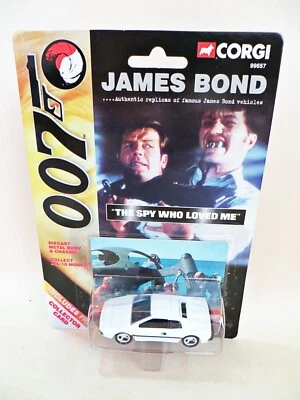 CORGI
99657
JAMES BOND
....Authentic replicas of famous James Bond vehicles
007
"THE SPY WHO LOVED ME"
DIECAST
METAL BODY
& CHASSIS
COLLECT
MODELS
INCLUDES
COLLECTOR
CARD